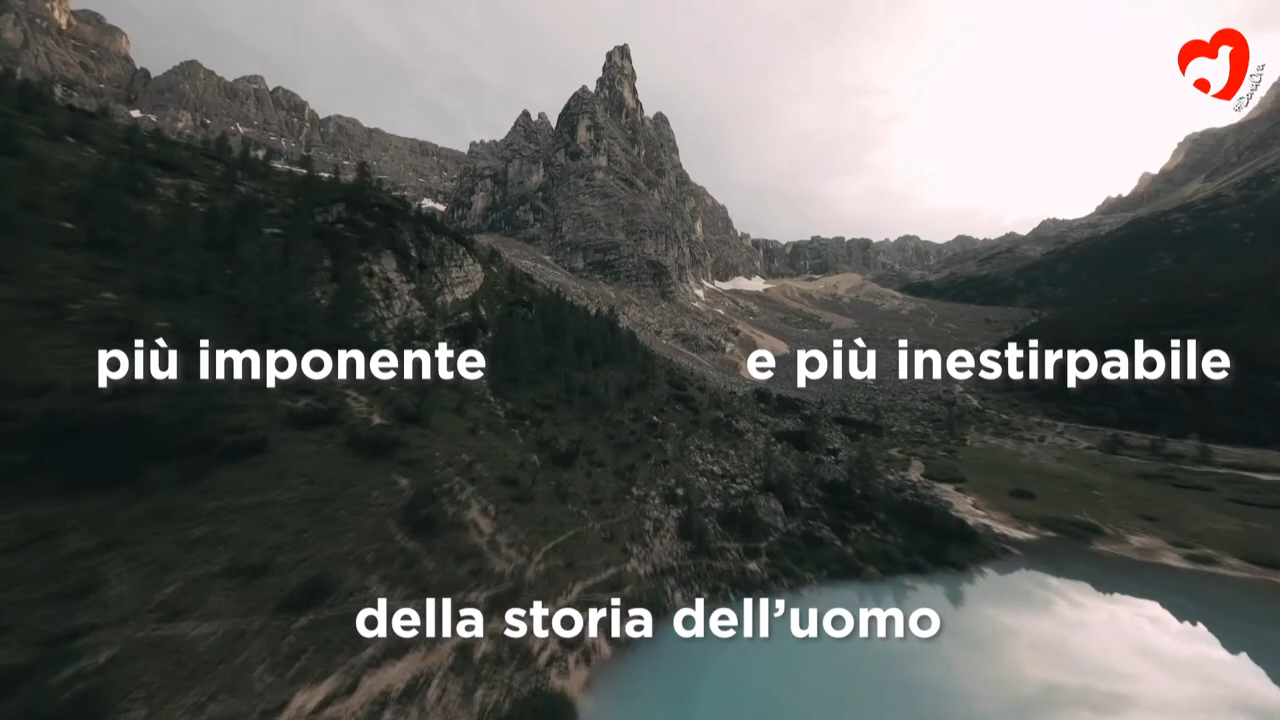 più imponente
e più inestirpabile
della storia dell’uomo